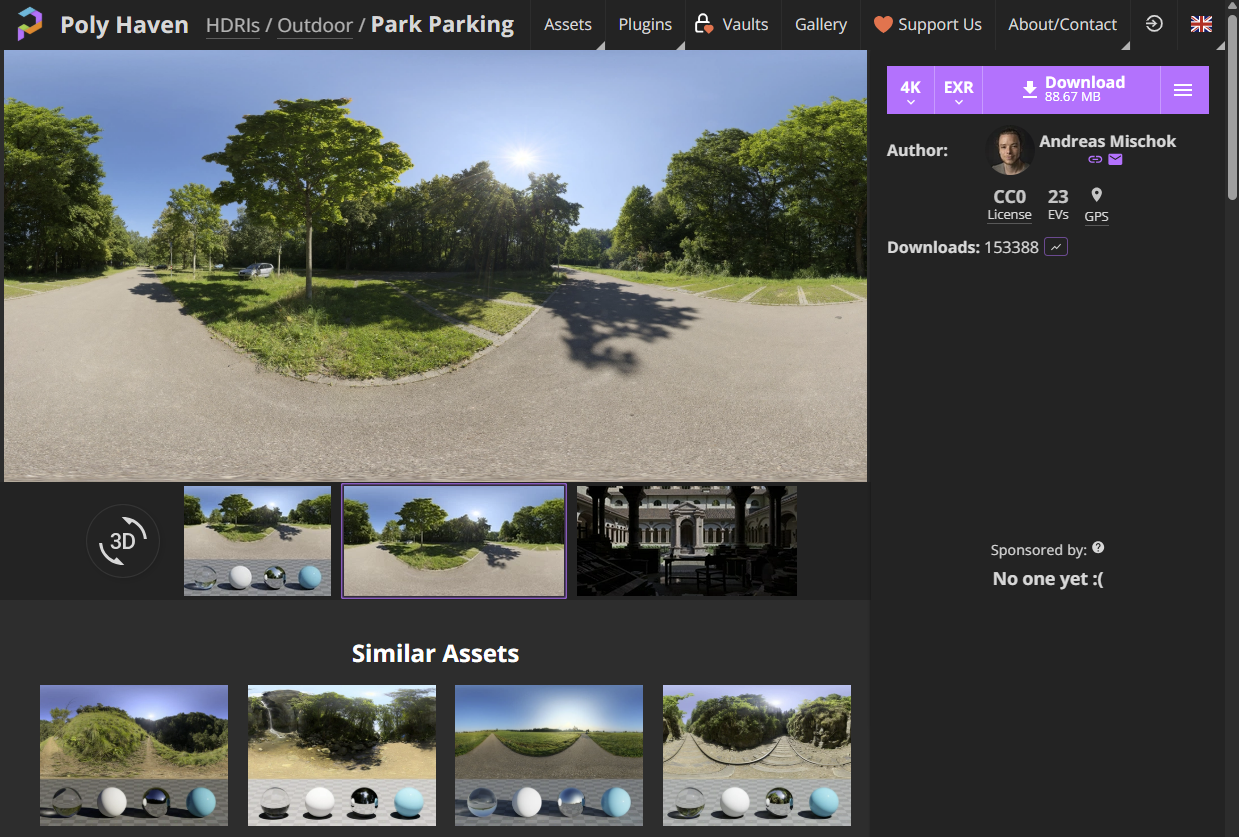 Poly Haven HDRIs / Outdoor / Park Parking Assets Plugins Vaults Gallery Support Us About/Contact
4K EXR Download
88.67 MB
Author: Andreas Mischok
CC0 23
License EVs GPS
Downloads: 153388
3D
Sponsored by: ?
No one yet :(
Similar Assets